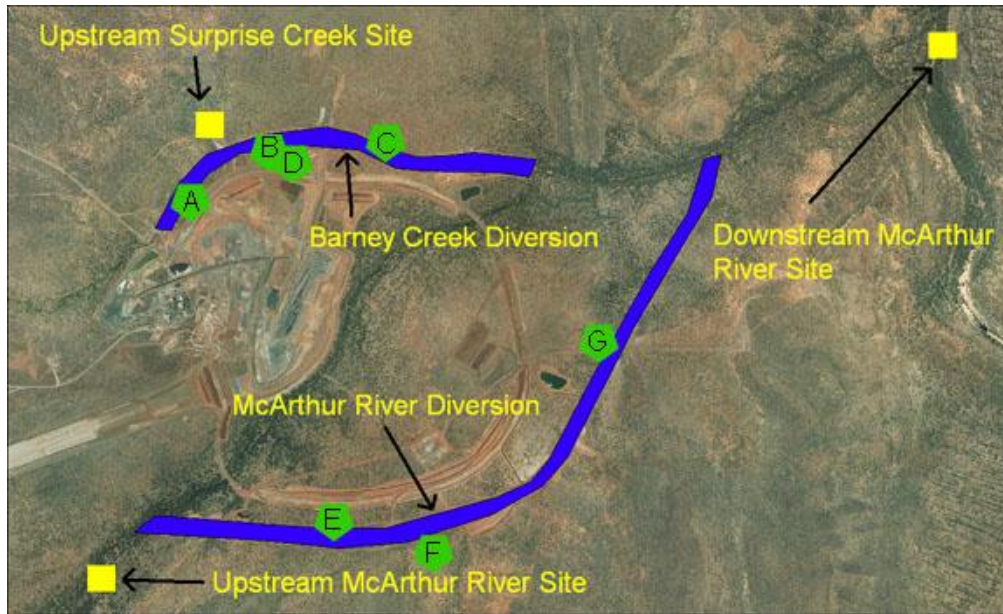 Upstream Surprise Creek Site
B
C
D
A
Barney Creek Diversion
Downstream McArthur
River Site
G
McArthur River Diversion
E
F
Upstream McArthur River Site